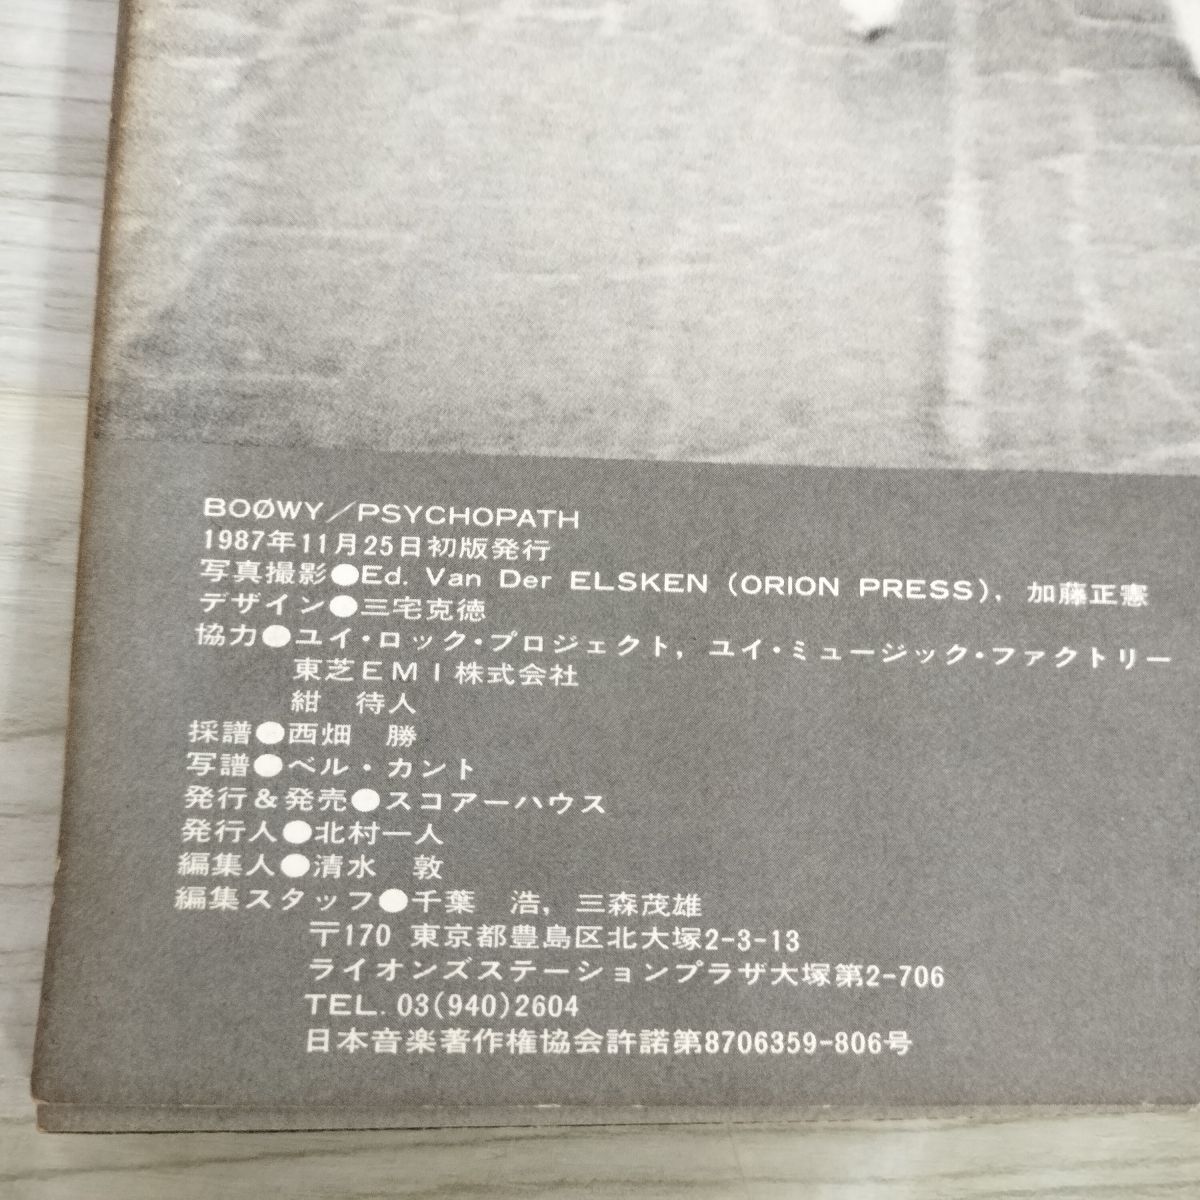 BOØWY／PSYCHOPATH
1987年11月25日初版発行
写真撮影●Ed. Van Der ELSKEN (ORION PRESS), 加藤正憲
デザイン●三宅克徳
協力●ユイ・ロック・プロジェクト, ユイ・ミュージック・ファクトリー
東芝EMI株式会社
紺　待人
採譜●西畑　勝
写譜●ベル・カント
発行＆発売●スコアーハウス
発行人●北村一人
編集人●清水　敦
編集スタッフ●千葉　浩, 三森茂雄
〒170 東京都豊島区北大塚2-3-13
ライオンズステーションプラザ大塚第2-706
TEL. 03(940)2604
日本音楽著作権協会許諾第8706359-806号